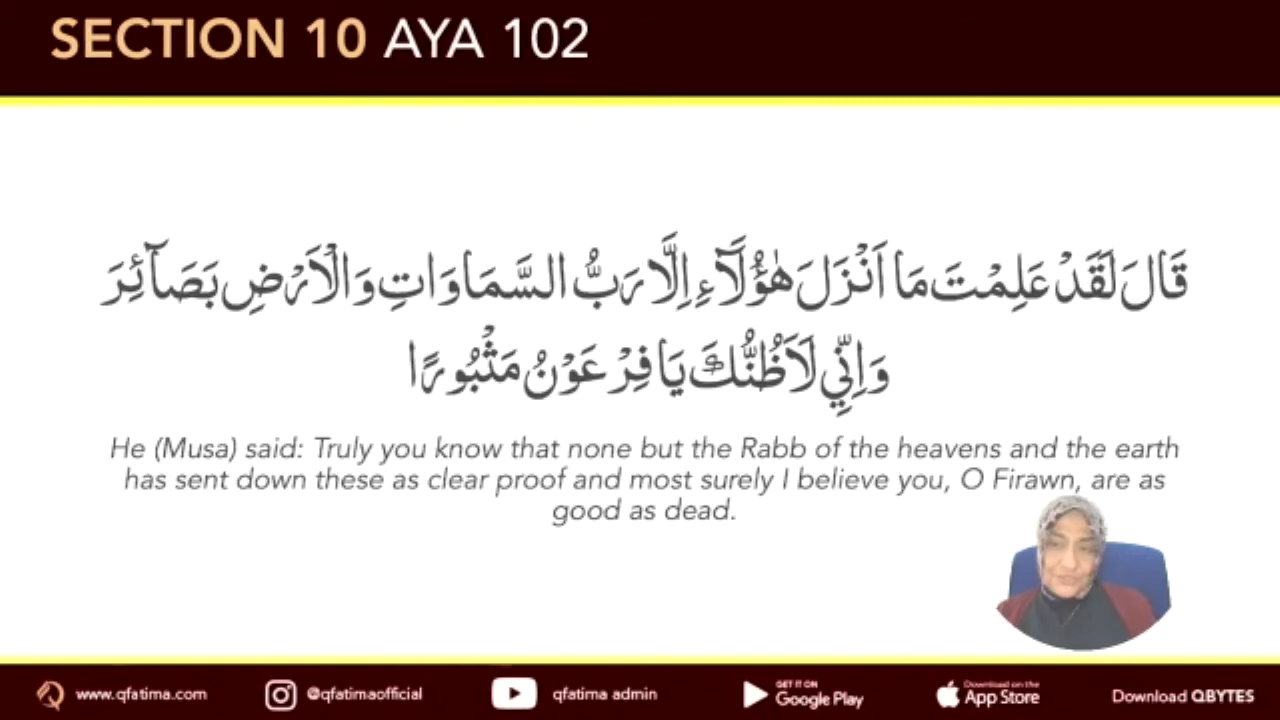 SECTION 10 AYA 102
قَالَ لَقَدْ عَلِمْتَ مَا اَنْزَلَ هٰؤُلَآءِ اِلَّا رَبُّ السَّمَاوَاتِ وَالْاَرْضِ بَصَآئِرَ
وَاِنِّي لَاَظُنُّكَ يَا فِرْعَوْنُ مَثْبُورًا
He (Musa) said: Truly you know that none but the Rabb of the heavens and the earth
has sent down these as clear proof and most surely I believe you, O Firawn, are as
good as dead.
www.qfatima.com @qfatimaofficial qfatima admin GET IT ON Google Play Download on the App Store Download QBYTES